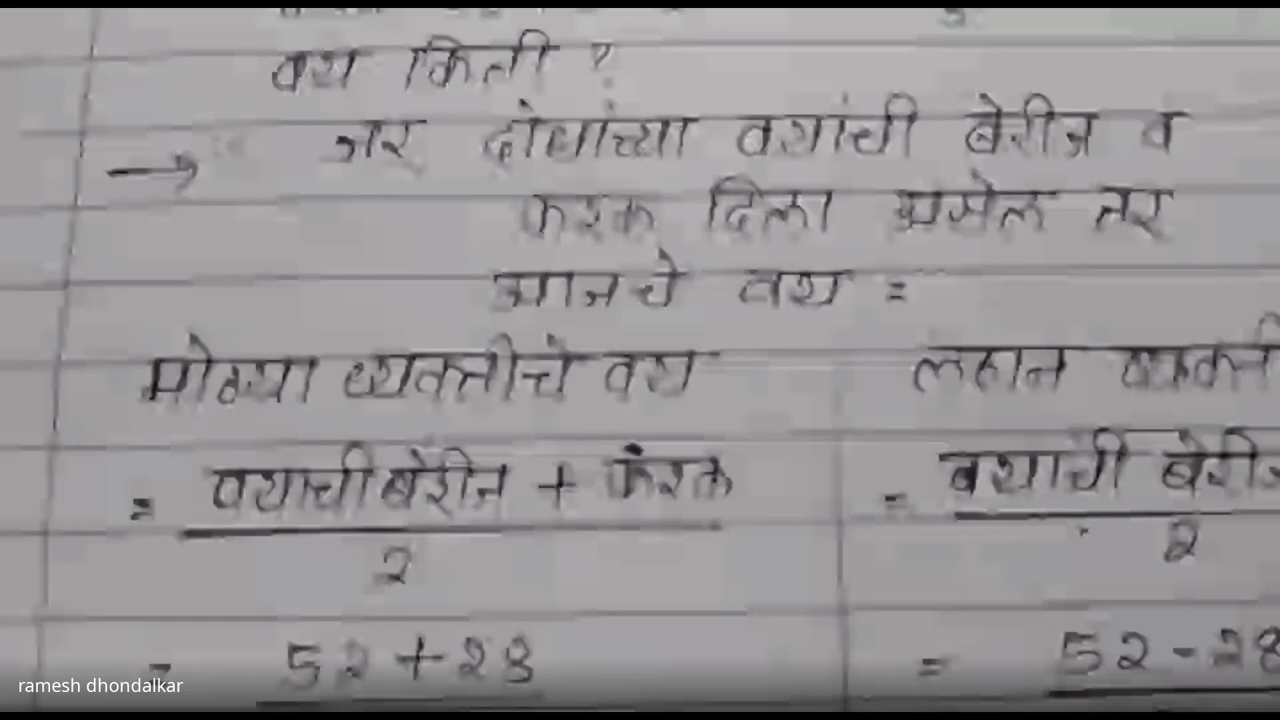 वय किती ?
→ जर दोघांच्या वयांची बेरीज व
फरक दिला असेल तर
आजचे वय =
मोठ्या व्यक्तीचे वय
= वयाची बेरीज + फरक
2
= 52 + 28
लहान व्यक्ती
= वयांची बेरीज
2
= 52 - 28
ramesh dhondalkar